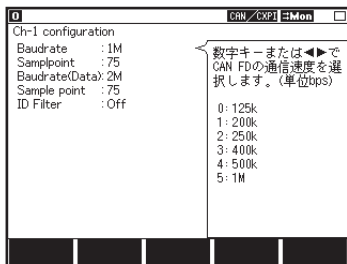 0 CAN/CXPI Mon
Ch-1 configuration
Baudrate :1M
Samplpoint :75
Baudrate(Data):2M
Sample point :75
ID Filter :Off
数字キーまたは◀▶で
CAN FDの通信速度を選
択します。(単位bps)
0:125k
1:200k
2:250k
3:400k
4:500k
5:1M